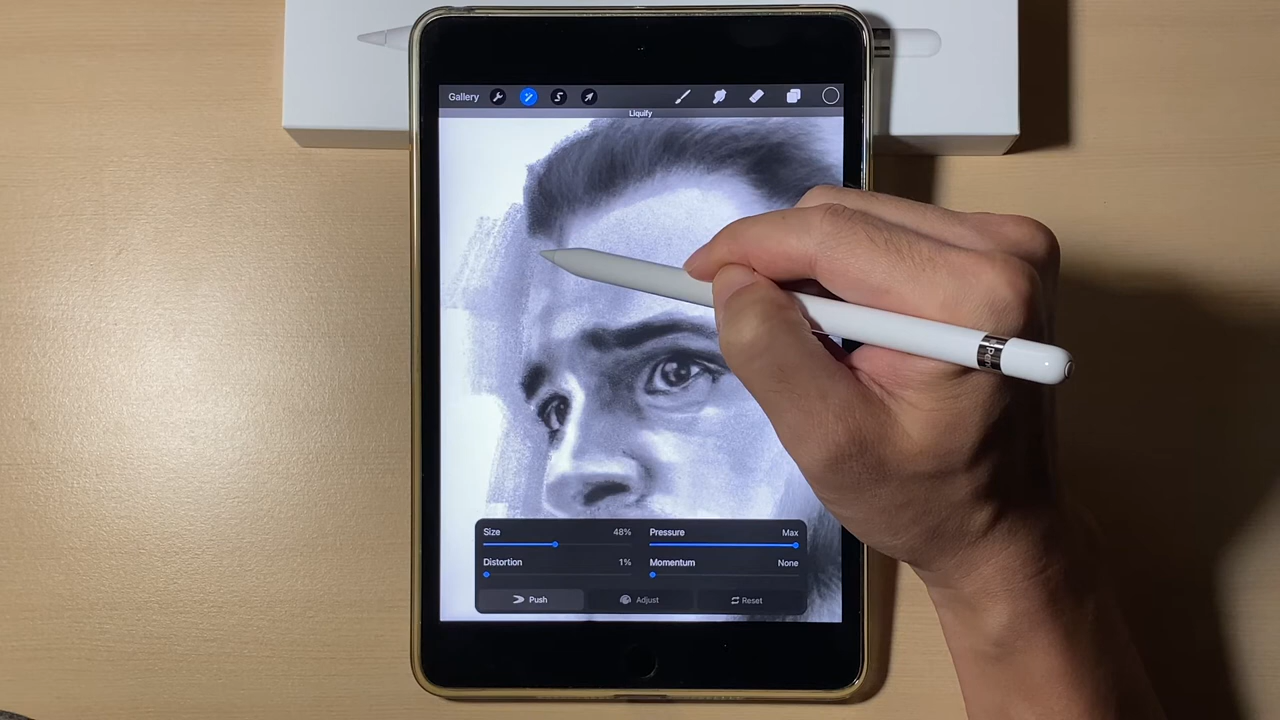 Gallery
Liquify
Size 48% Pressure Max
Distortion 1% Momentum None
Push Adjust Reset